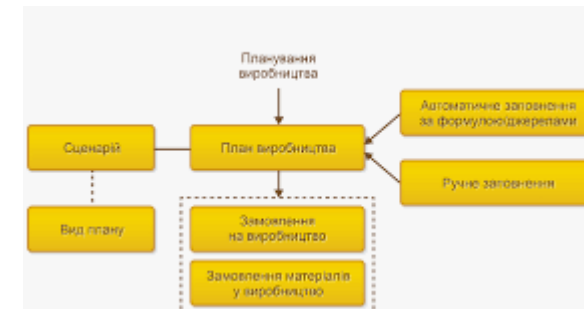 Планування
виробництва
Автоматичне заповнення
за формулою/джерелами
Сценарій
План виробництва
Ручне заповнення
Вид плану
Замовлення
на виробництво
Замовлення матеріалів
у виробництво